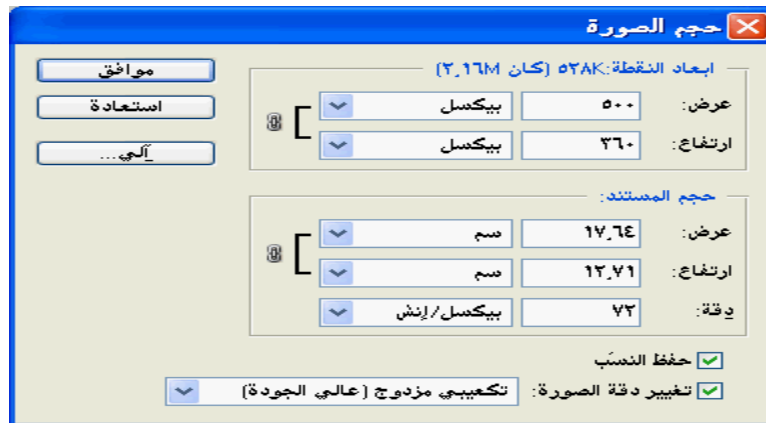 حجم الصورة
ابعاد النقطة:٥٢٨K (كان ٢,١٦M)
موافق
عرض: ٥٠٠ بيكسل
استعادة
ارتفاع: ٣٦٠ بيكسل
آلي...
حجم المستند:
عرض: ١٧,٦٤ سم
ارتفاع: ١٢,٧١ سم
دقة: ٧٢ بيكسل/إنش
حفظ النسَب
تغيير دقة الصورة: تكعيبي مزدوج (عالي الجودة)